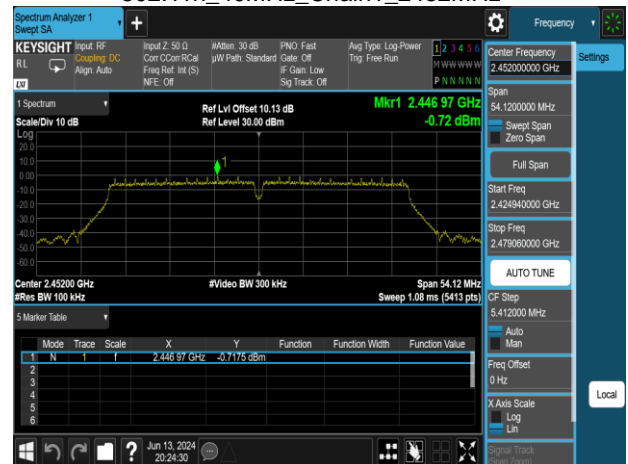 Spectrum Analyzer 1
Swept SA
Frequency
KEYSIGHT
RL
LXI
Input: RF
Coupling: DC
Align: Auto
Input Z: 50 Ω
Corr CCorr RCal
Freq Ref: Int (S)
NFE: Off
#Atten: 30 dB
µW Path: Standard
PNO: Fast
Gate: Off
IF Gain: Low
Sig Track: Off
Avg Type: Log-Power
Trig: Free Run
1 2 3 4 5 6
M W W W W W
P N N N N N
Center Frequency
2.452000000 GHz
Settings
Span
54.1200000 MHz
Swept Span
Zero Span
Full Span
Start Freq
2.424940000 GHz
Stop Freq
2.479060000 GHz
AUTO TUNE
CF Step
5.412000 MHz
Auto
Man
Freq Offset
0 Hz
X Axis Scale
Log
Lin
Local
Signal Track
(Span Zoom)
1 Spectrum
Scale/Div 10 dB
Ref Lvl Offset 10.13 dB
Ref Level 30.00 dBm
Mkr1 2.446 97 GHz
-0.72 dBm
Log
20.0
10.0
0.00
-10.0
-20.0
-30.0
-40.0
-50.0
-60.0
1
Center 2.45200 GHz
#Video BW 300 kHz
Span 54.12 MHz
#Res BW 100 kHz
Sweep 1.08 ms (5413 pts)
5 Marker Table
Mode Trace Scale X Y Function Function Width Function Value
1 N 1 f 2.446 97 GHz -0.7175 dBm
2
3
4
5
6
?
Jun 13, 2024
20:24:30